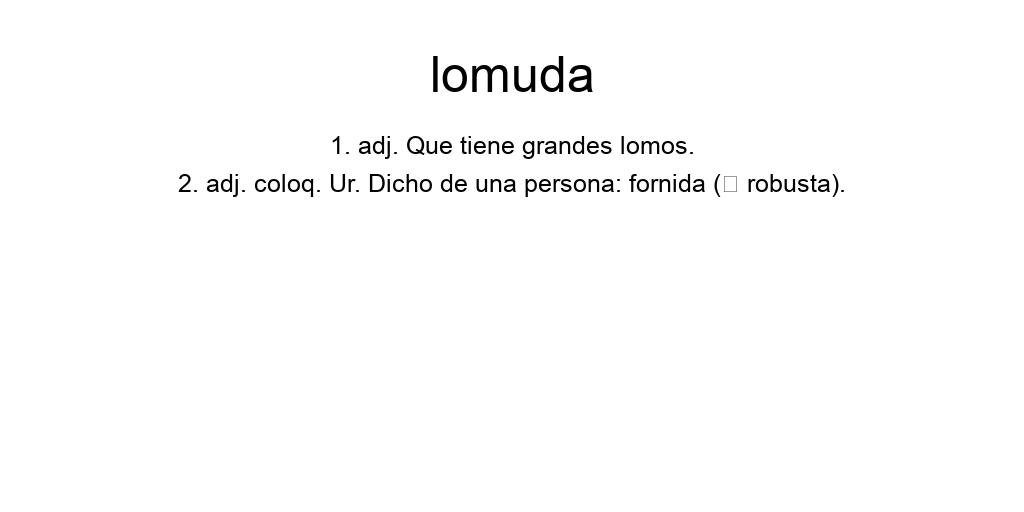 lomuda
1. adj. Que tiene grandes lomos.
2. adj. coloq. Ur. Dicho de una persona: fornida (□ robusta).